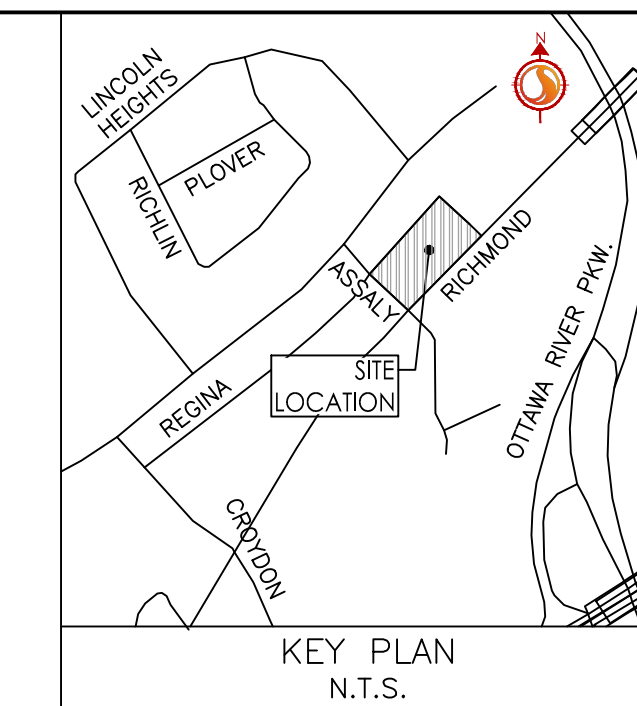 N
LINCOLN
HEIGHTS
PLOVER
RICHLIN
ASSALY
RICHMOND
OTTAWA RIVER PKW.
SITE
LOCATION
REGINA
CROYDON
KEY PLAN
N.T.S.